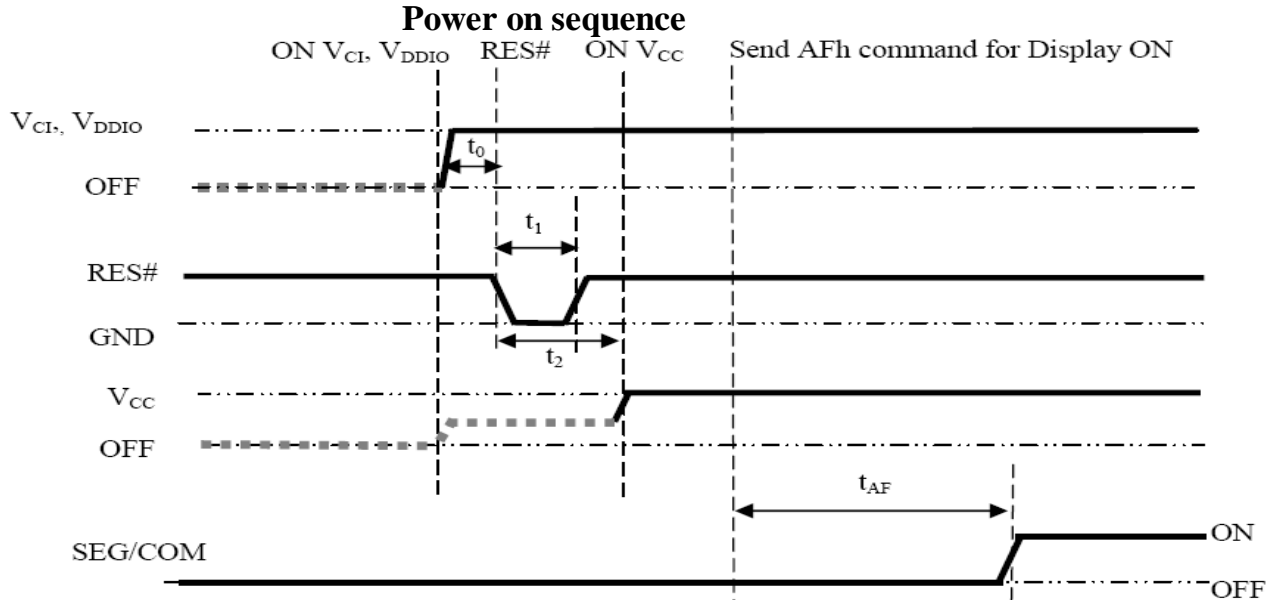 Power on sequence
ON V_CI, V_DDIO RES# ON V_CC Send AFh command for Display ON
V_CI,, V_DDIO
t_0
OFF
t_1
RES#
GND
t_2
V_CC
OFF
t_AF
SEG/COM
ON
OFF